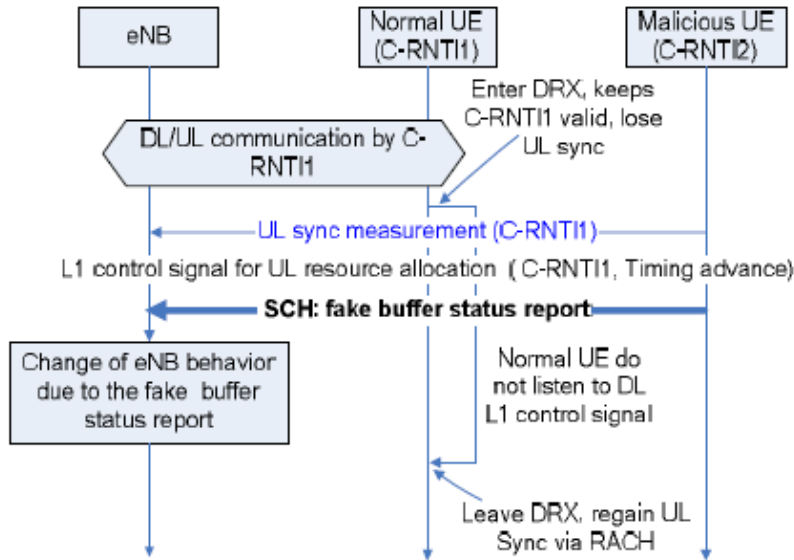 eNB
Normal UE
(C-RNTI1)
Malicious UE
(C-RNTI2)
Enter DRX, keeps
C-RNTI1 valid, lose
UL sync
DL/UL communication by C-
RNTI1
UL sync measurement (C-RNTI1)
L1 control signal for UL resource allocation ( C-RNTI1, Timing advance)
SCH: fake buffer status report
Change of eNB behavior
due to the fake buffer
status report
Normal UE do
not listen to DL
L1 control signal
Leave DRX, regain UL
Sync via RACH